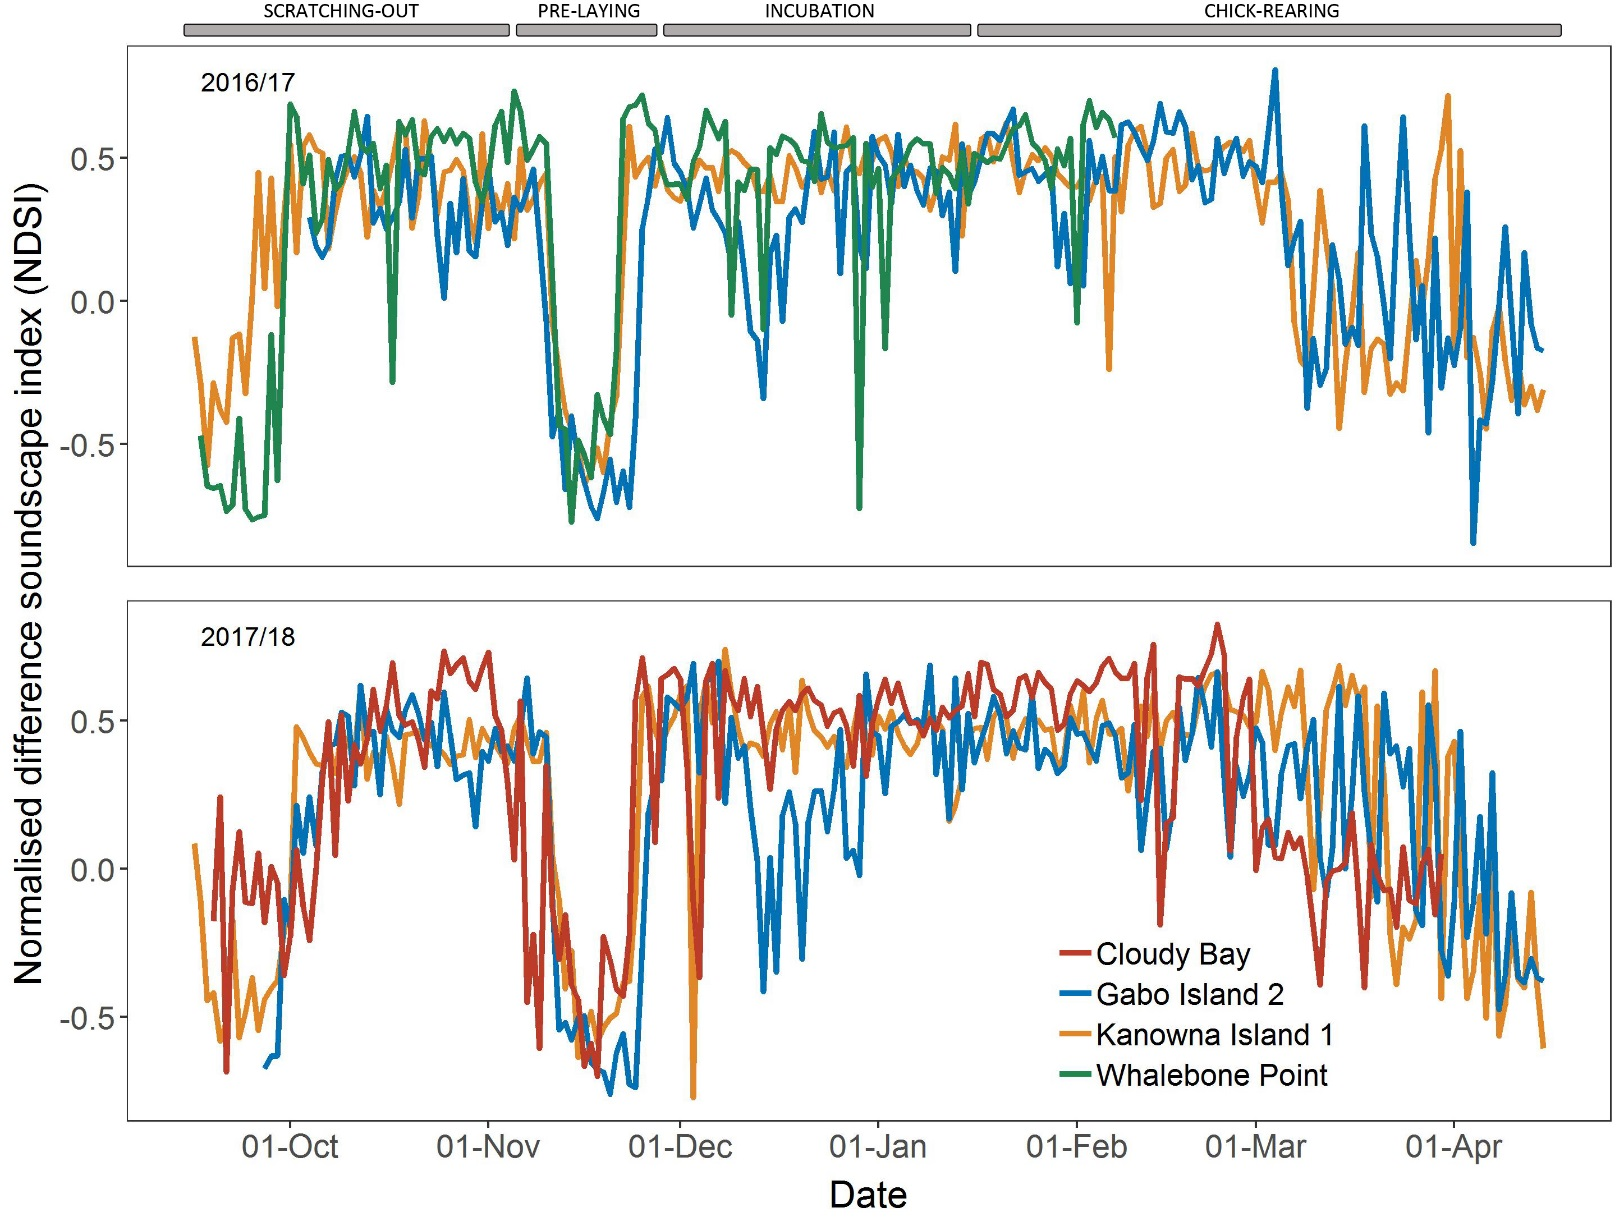 SCRATCHING-OUT PRE-LAYING INCUBATION CHICK-REARING
2016/17
0.5
0.0
-0.5
Normalised difference soundscape index (NDSI)
2017/18
0.5
0.0
-0.5
Cloudy Bay
Gabo Island 2
Kanowna Island 1
Whalebone Point
01-Oct 01-Nov 01-Dec 01-Jan 01-Feb 01-Mar 01-Apr
Date